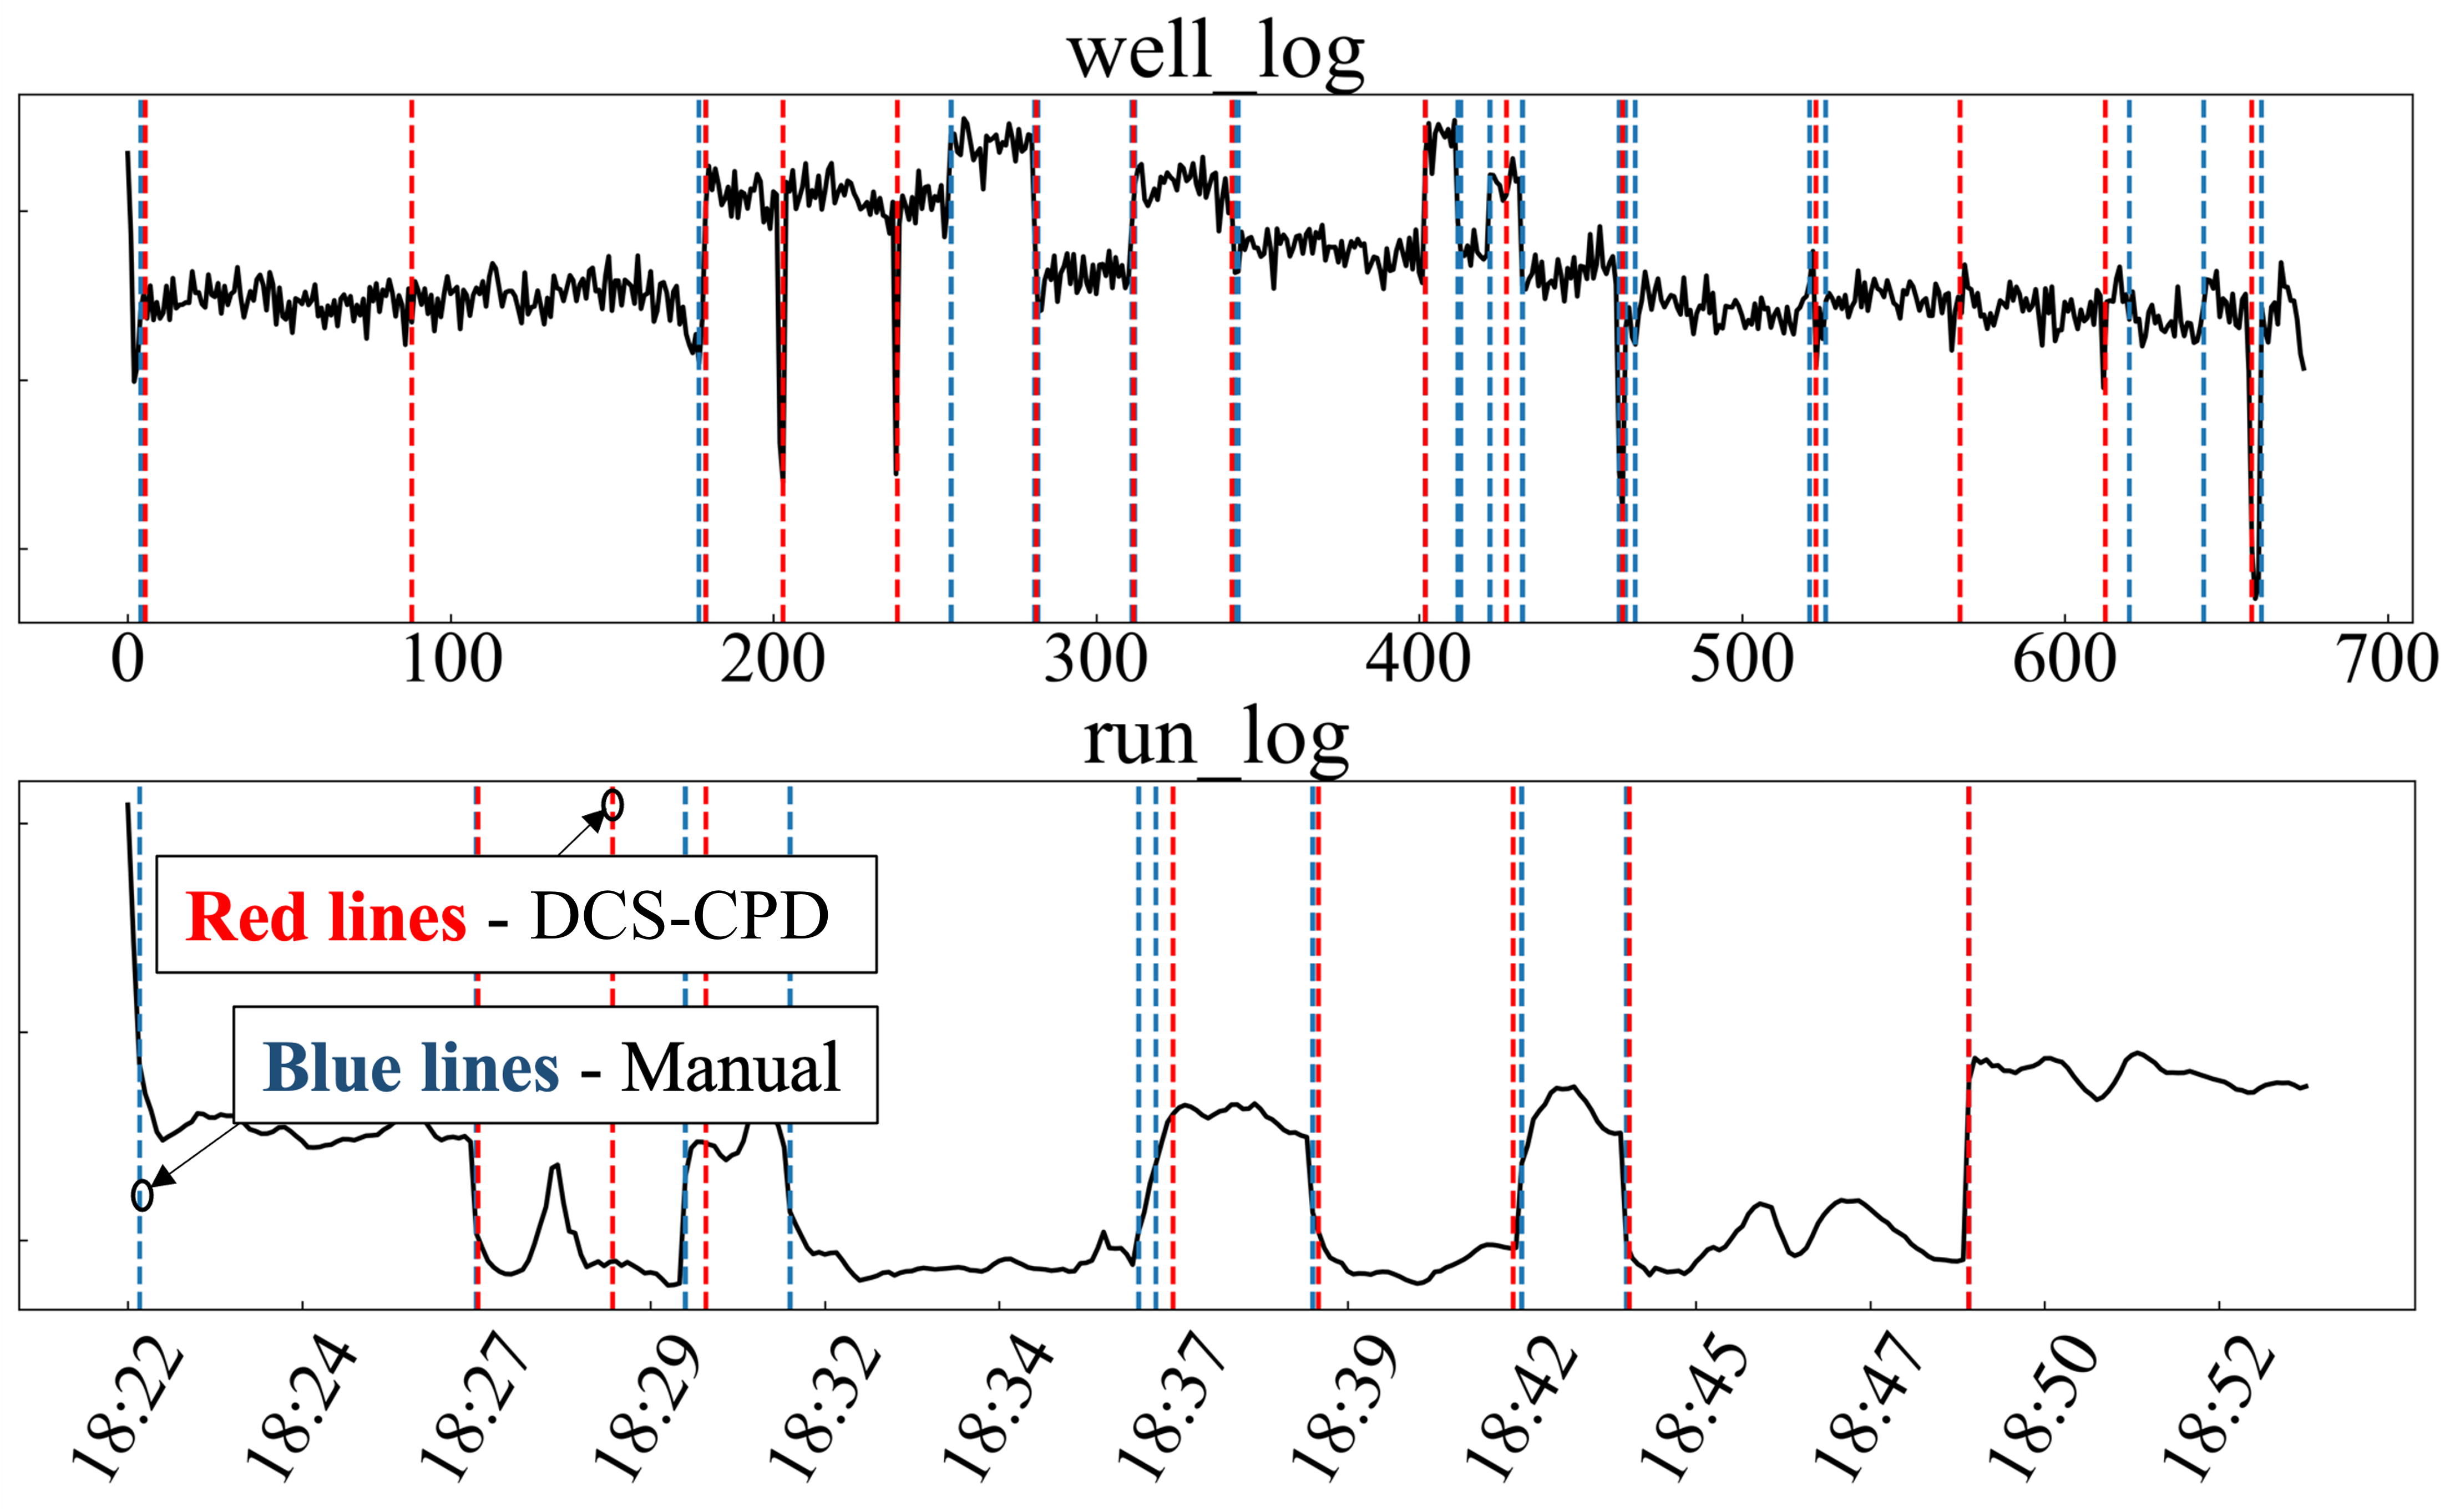 well_log
0 100 200 300 400 500 600 700
run_log
Red lines - DCS-CPD
Blue lines - Manual
18:22 18:24 18:27 18:29 18:32 18:34 18:37 18:39 18:42 18:45 18:47 18:50 18:52